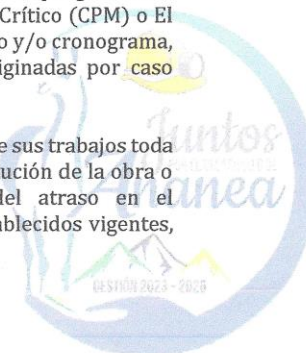 Crítico (CPM) o El
o y/o cronograma,
iginadas por caso
e sus trabajos toda
ución de la obra o
del atraso en el
ablecidos vigentes,
Juntos
Ananea
GESTIÓN 2023 - 2026